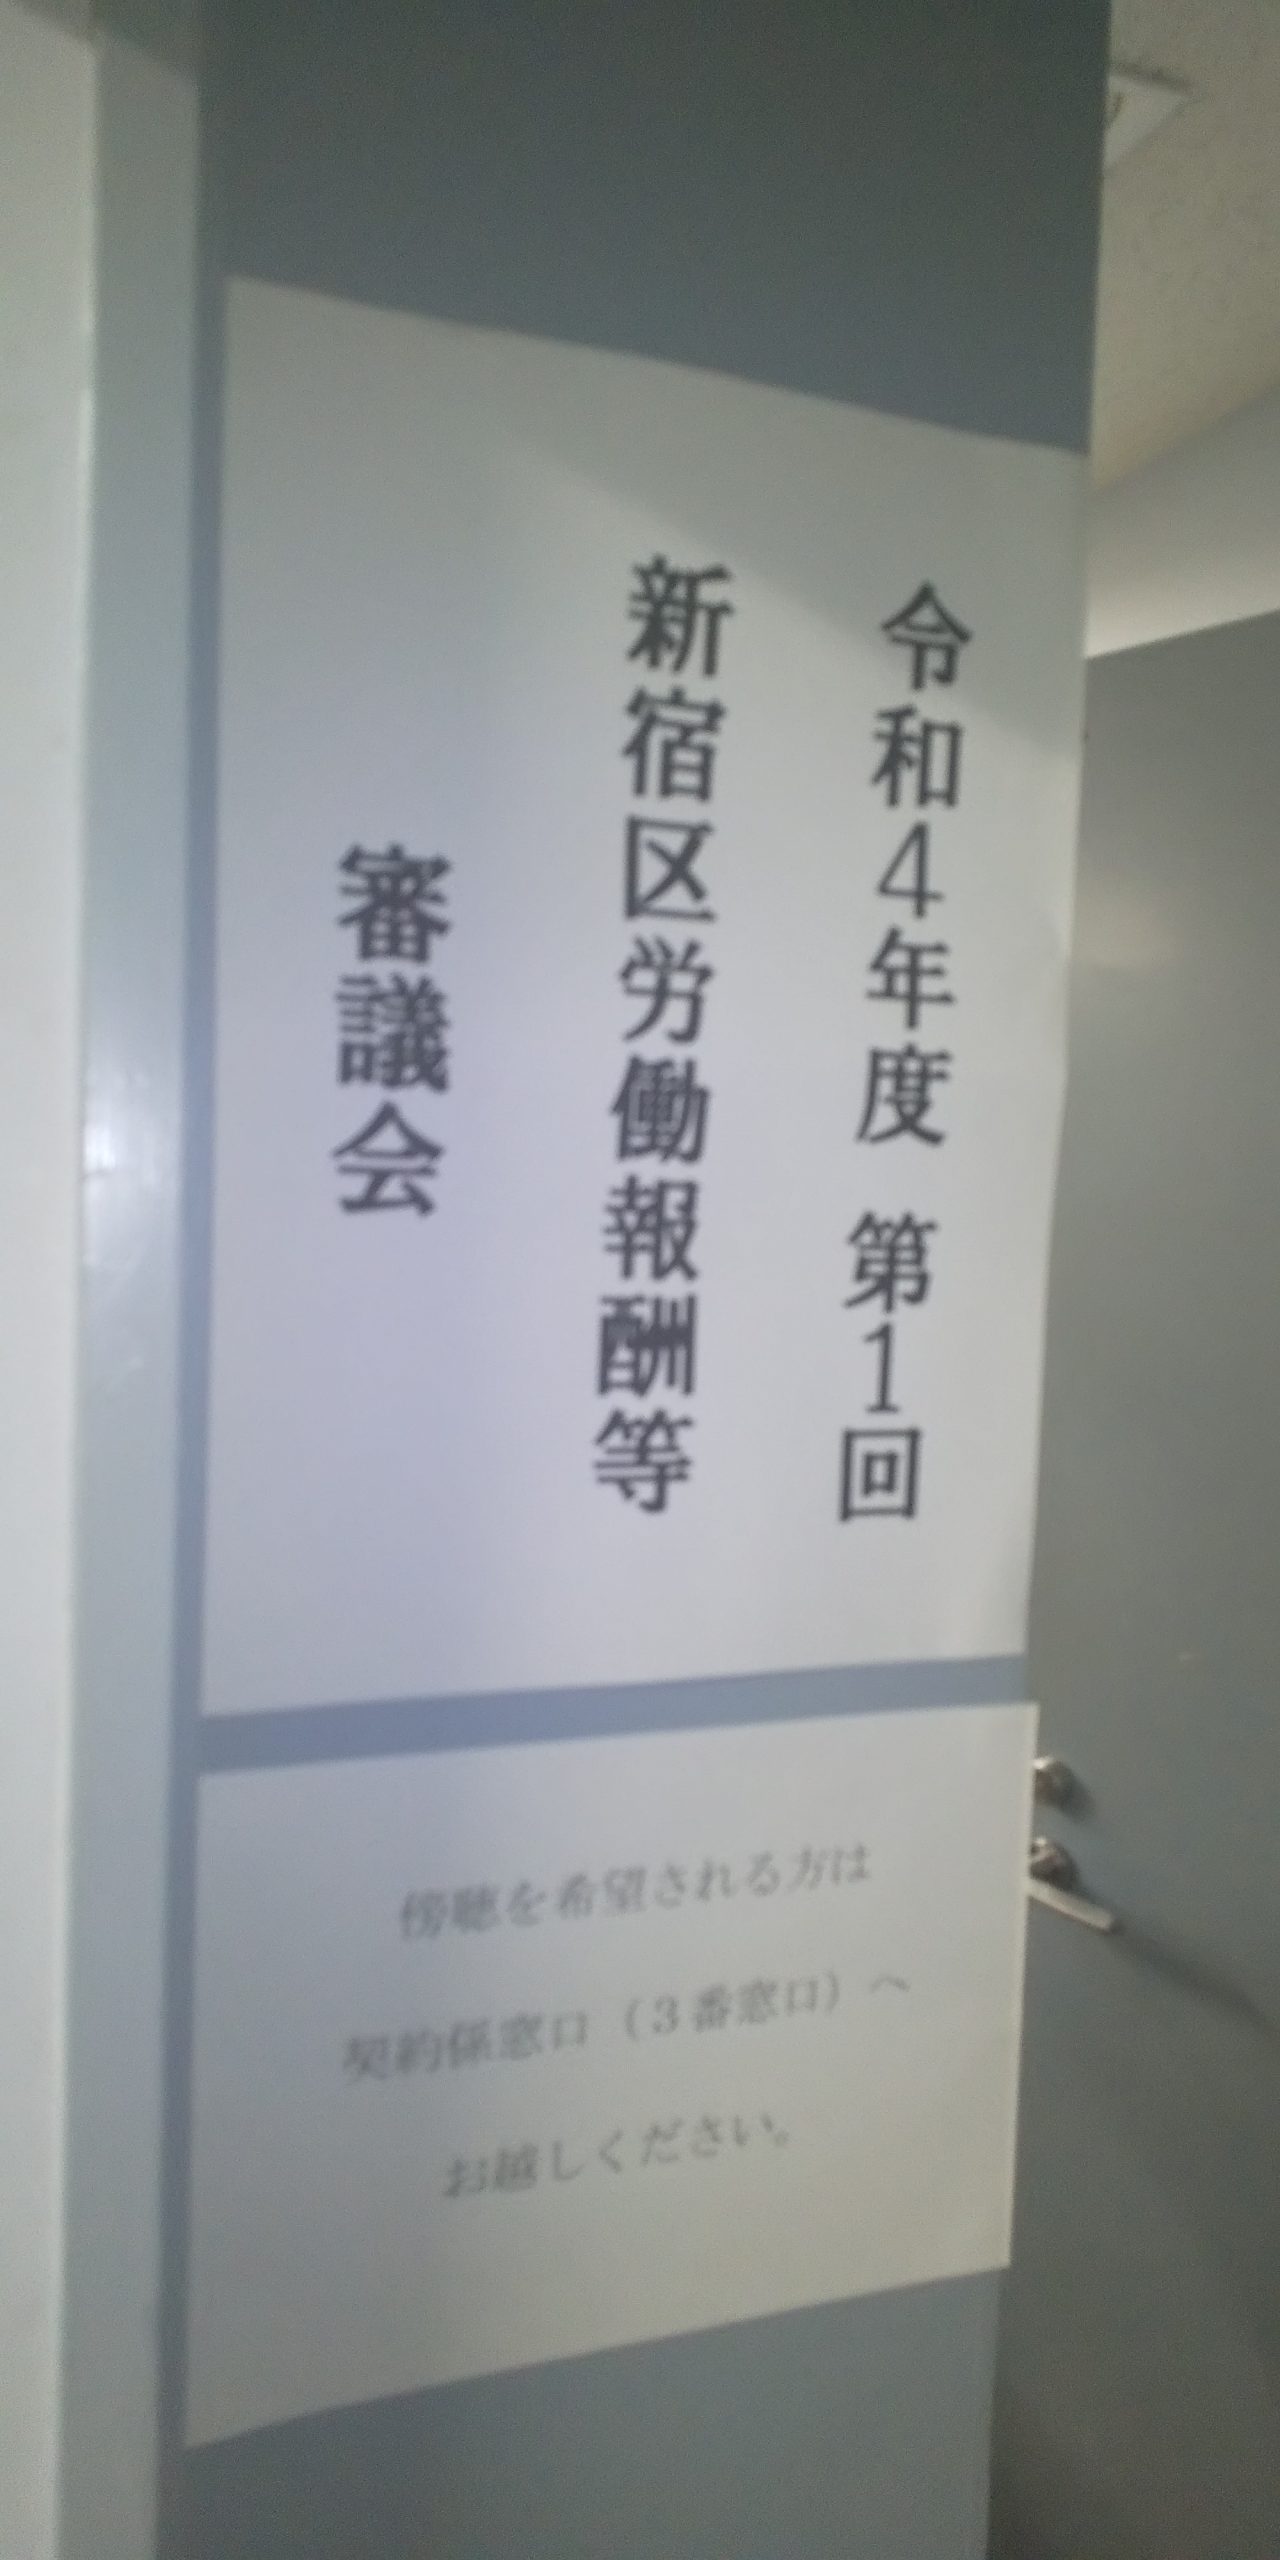 令和4年度 第1回
新宿区労働報酬等
審議会
傍聴を希望される方は
契約係窓口（3番窓口）へ
お越しください。